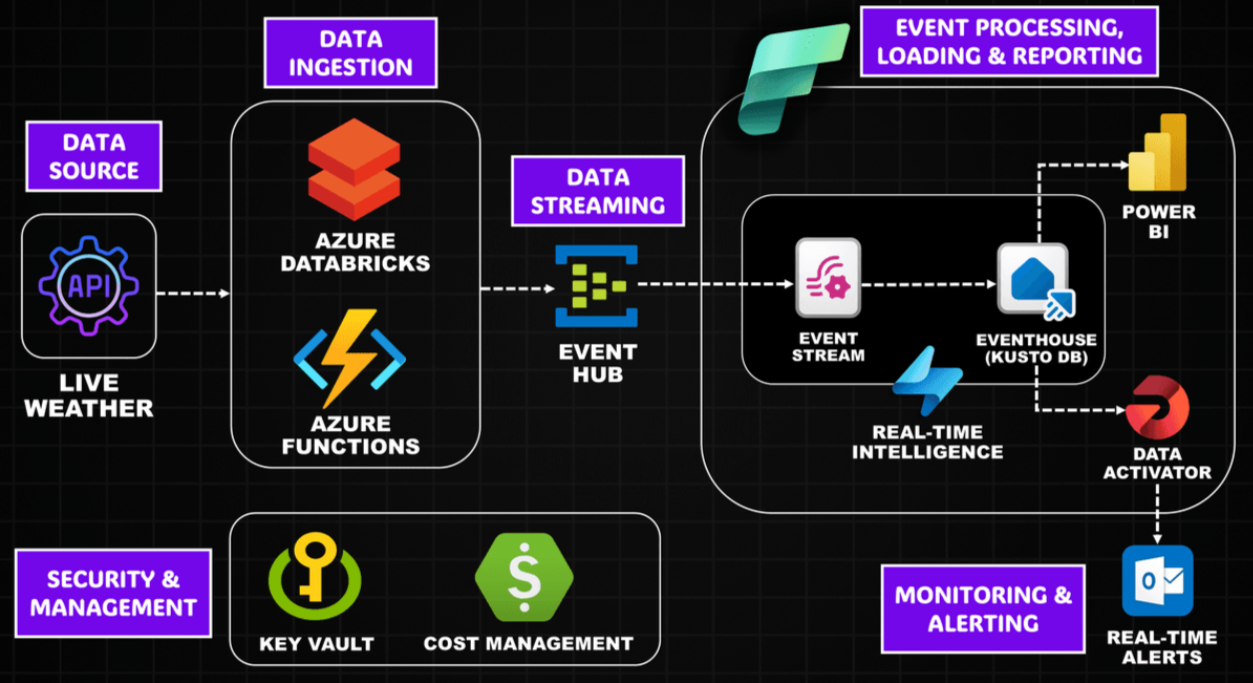 DATA
INGESTION
EVENT PROCESSING,
LOADING & REPORTING
DATA
SOURCE
DATA
STREAMING
API
LIVE
WEATHER
AZURE
DATABRICKS
AZURE
FUNCTIONS
EVENT
HUB
EVENT
STREAM
EVENTHOUSE
(KUSTO DB)
REAL-TIME
INTELLIGENCE
POWER
BI
DATA
ACTIVATOR
SECURITY &
MANAGEMENT
KEY VAULT
$
COST MANAGEMENT
MONITORING &
ALERTING
O
REAL-TIME
ALERTS